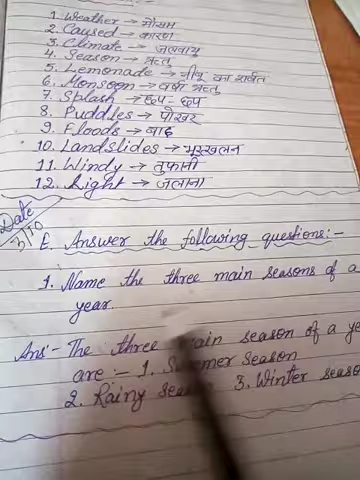 1. Weather → मौसम
2. Caused → कारण
3. Climate → जलवायु
4. Season → ऋतु
5. Lemonade → नींबू का शर्बत
6. Monsoon → वर्षा ऋतु
7. Splash → छप-छप
8. Puddles → पोखर
9. Floods → बाढ़
10. Landslides → भूस्खलन
11. Windy → तुफानी
12. Light → जलाना
Date
3/10
E. Answer the following questions:-
1. Name the three main seasons of a
year.
Ans:- The three main season of a ye
are :- 1. Summer season
2. Rainy season 3. Winter seaso